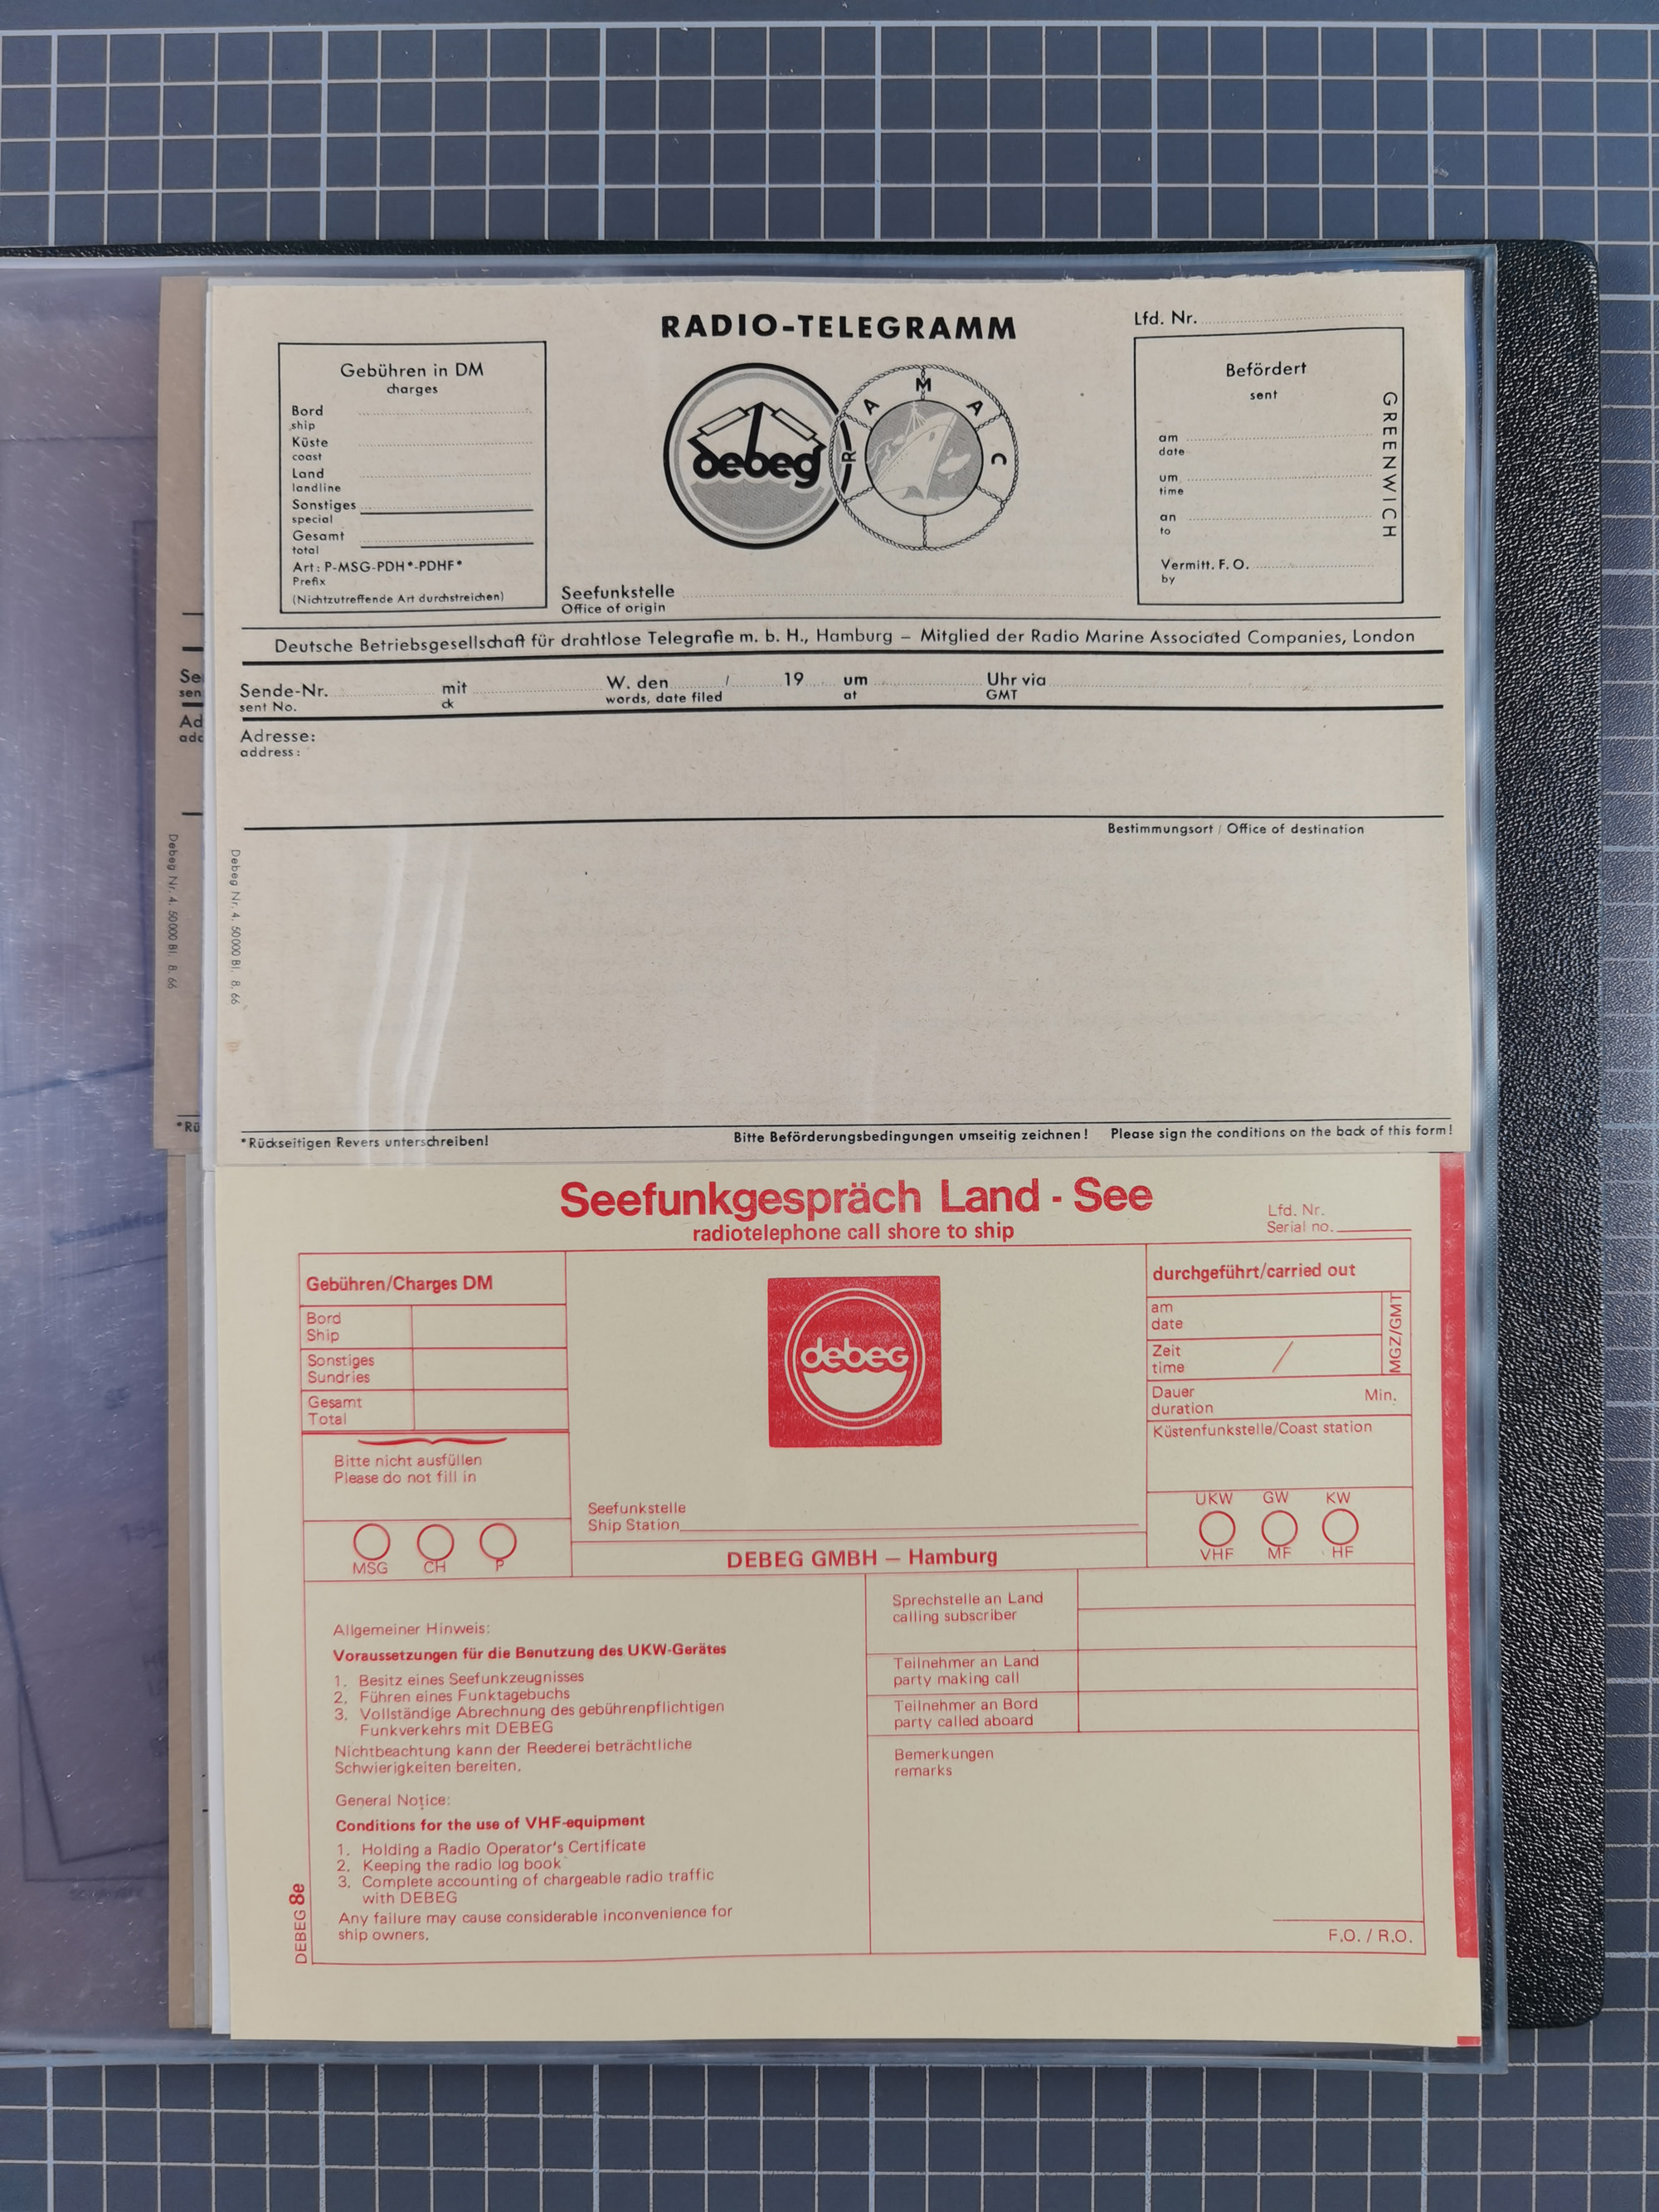 RADIO-TELEGRAMM
Lfd. Nr.
Gebühren in DM
charges
Bord
ship
Küste
coast
Land
landline
Sonstiges
special
Gesamt
total
Art: P-MSG-PDH*-PDHF*
Prefix
(Nichtzutreffende Art durchstreichen)
debeg
R A M A C
Seefunkstelle
Office of origin
Befördert
sent
am
date
um
time
an
to
Vermitt. F. O.
by
GREENWICH
Deutsche Betriebsgesellschaft für drahtlose Telegrafie m. b. H., Hamburg – Mitglied der Radio Marine Associated Companies, London
Sende-Nr. mit W. den / 19 um Uhr via
sent No. ck words, date filed at GMT
Adresse:
address:
Bestimmungsort / Office of destination
Debeg Nr. 4. 50000 Bl. 8. 66
*Rückseitigen Revers unterschreiben! Bitte Beförderungsbedingungen umseitig zeichnen! Please sign the conditions on the back of this form!
Se
sen
Ad
adc
Debeg Nr. 4. 50000 Bl. 8. 66
*Rü
Seefunkgespräch Land - See
radiotelephone call shore to ship
Lfd. Nr.
Serial no.
Gebühren/Charges DM
Bord
Ship
Sonstiges
Sundries
Gesamt
Total
Bitte nicht ausfüllen
Please do not fill in
MSG CH P
debeg
Seefunkstelle
Ship Station
DEBEG GMBH – Hamburg
durchgeführt/carried out
am
date
Zeit
time /
MGZ/GMT
Dauer Min.
duration
Küstenfunkstelle/Coast station
UKW GW KW
VHF MF HF
Allgemeiner Hinweis:
Voraussetzungen für die Benutzung des UKW-Gerätes
1. Besitz eines Seefunkzeugnisses
2. Führen eines Funktagebuchs
3. Vollständige Abrechnung des gebührenpflichtigen
Funkverkehrs mit DEBEG
Nichtbeachtung kann der Reederei beträchtliche
Schwierigkeiten bereiten.
General Notice:
Conditions for the use of VHF-equipment
1. Holding a Radio Operator's Certificate
2. Keeping the radio log book
3. Complete accounting of chargeable radio traffic
with DEBEG
Any failure may cause considerable inconvenience for
ship owners.
DEBEG 8e
Sprechstelle an Land
calling subscriber
Teilnehmer an Land
party making call
Teilnehmer an Bord
party called aboard
Bemerkungen
remarks
F.O. / R.O.